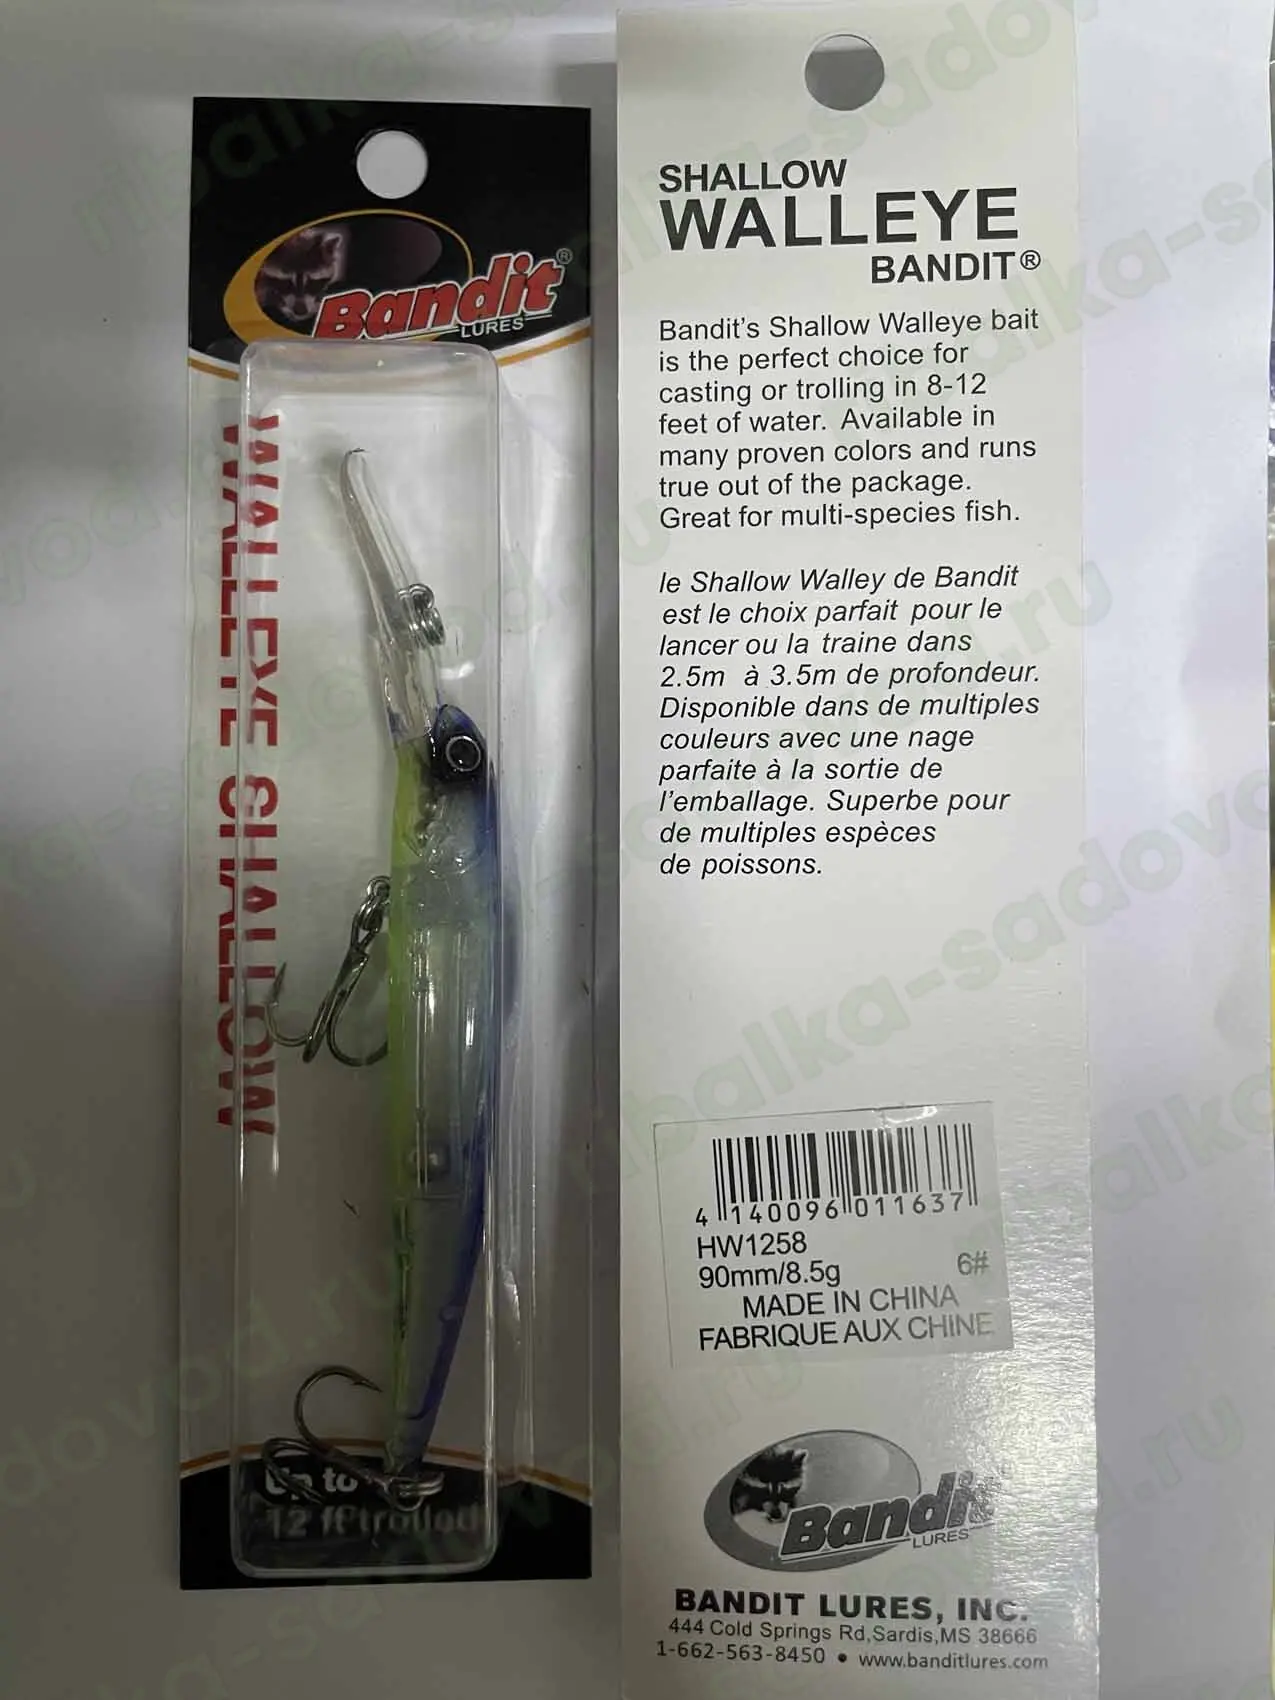 Bandit®
LURES
WALLEYE SHALLOW
Up to
12 ft trolled
SHALLOW
WALLEYE
BANDIT®
Bandit's Shallow Walleye bait
is the perfect choice for
casting or trolling in 8-12
feet of water. Available in
many proven colors and runs
true out of the package.
Great for multi-species fish.
le Shallow Walley de Bandit
est le choix parfait pour le
lancer ou la traine dans
2.5m à 3.5m de profondeur.
Disponible dans de multiples
couleurs avec une nage
parfaite à la sortie de
l'emballage. Superbe pour
de multiples espèces
de poissons.
4 140096 011637
HW1258
90mm/8.5g 6#
MADE IN CHINA
FABRIQUE AUX CHINE
Bandit
LURES
BANDIT LURES, INC.
444 Cold Springs Rd,Sardis,MS 38666
1-662-563-8450 • www.banditlures.com
ribalka-sadovod.ru